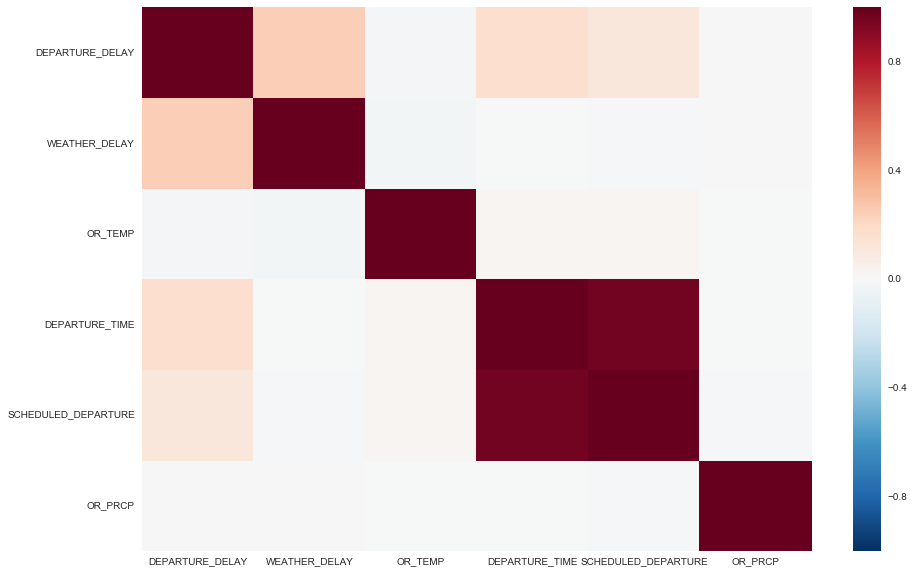 DEPARTURE_DELAY
WEATHER_DELAY
OR_TEMP
DEPARTURE_TIME
SCHEDULED_DEPARTURE
OR_PRCP
DEPARTURE_DELAY WEATHER_DELAY OR_TEMP DEPARTURE_TIME SCHEDULED_DEPARTURE OR_PRCP
0.8
0.4
0.0
−0.4
−0.8